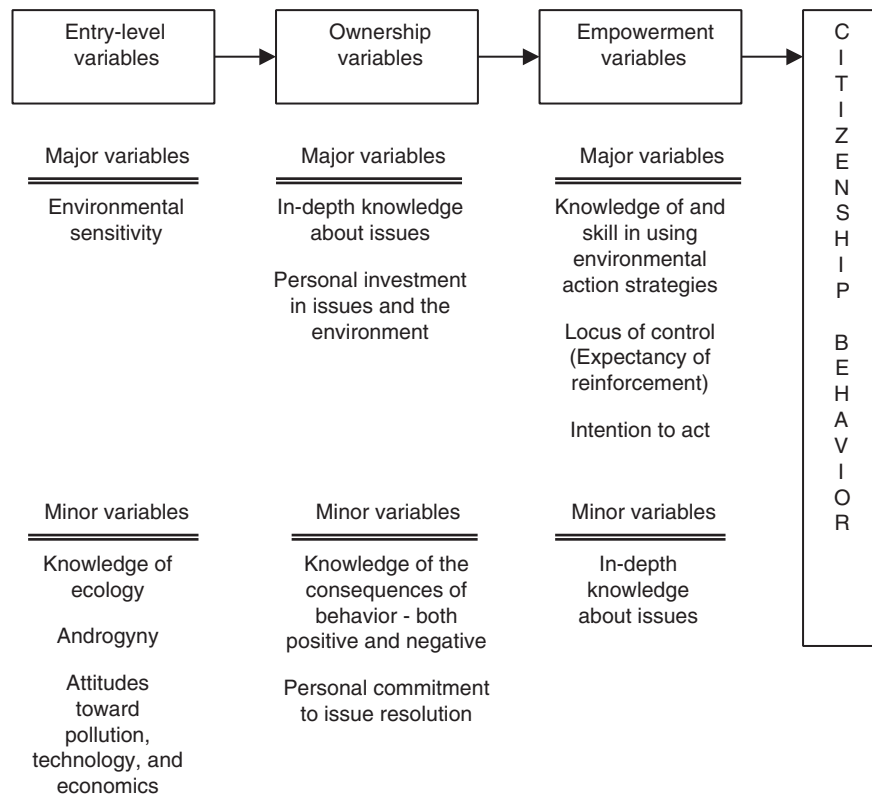 Entry-level
variables
Ownership
variables
Empowerment
variables
CITIZENSHIP BEHAVIOR
Major variables
Environmental
sensitivity
Major variables
In-depth knowledge
about issues
Personal investment
in issues and the
environment
Major variables
Knowledge of and
skill in using
environmental
action strategies
Locus of control
(Expectancy of
reinforcement)
Intention to act
Minor variables
Knowledge of
ecology
Androgyny
Attitudes
toward
pollution,
technology, and
economics
Minor variables
Knowledge of the
consequences of
behavior - both
positive and negative
Personal commitment
to issue resolution
Minor variables
In-depth
knowledge
about issues